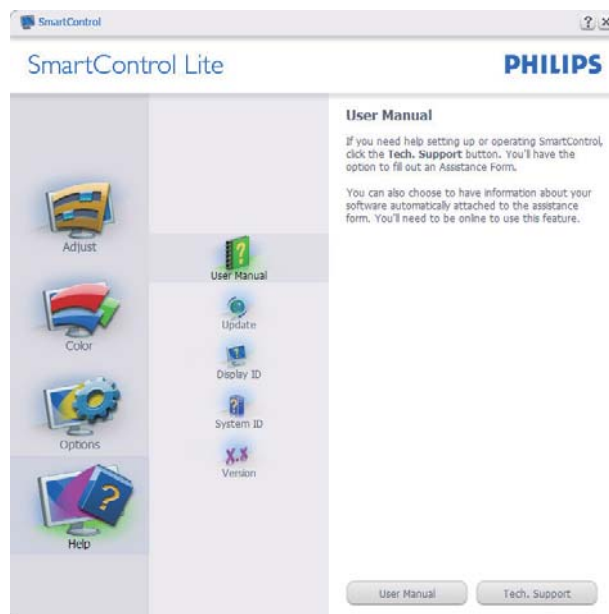 SmartControl
SmartControl Lite
PHILIPS
Adjust
Color
Options
Help
User Manual
Update
Display ID
System ID
X.X
Version
User Manual
If you need help setting up or operating SmartControl,
click the Tech. Support button. You'll have the
option to fill out an Assistance Form.
You can also choose to have information about your
software automatically attached to the assistance
form. You'll need to be online to use this feature.
User Manual
Tech. Support